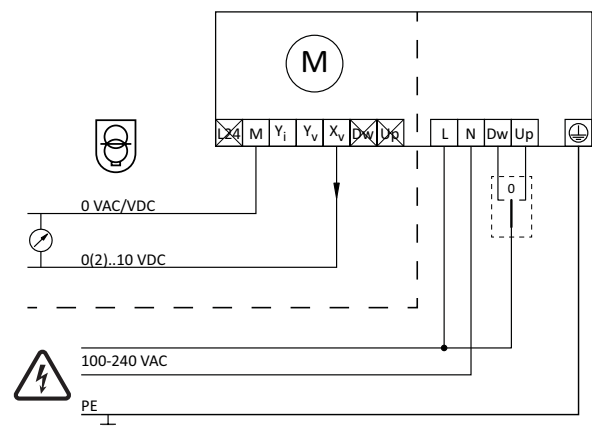 M
L24 M Yi Yv Xv Dw Up L N Dw Up
0
0 VAC/VDC
0(2)..10 VDC
100-240 VAC
PE